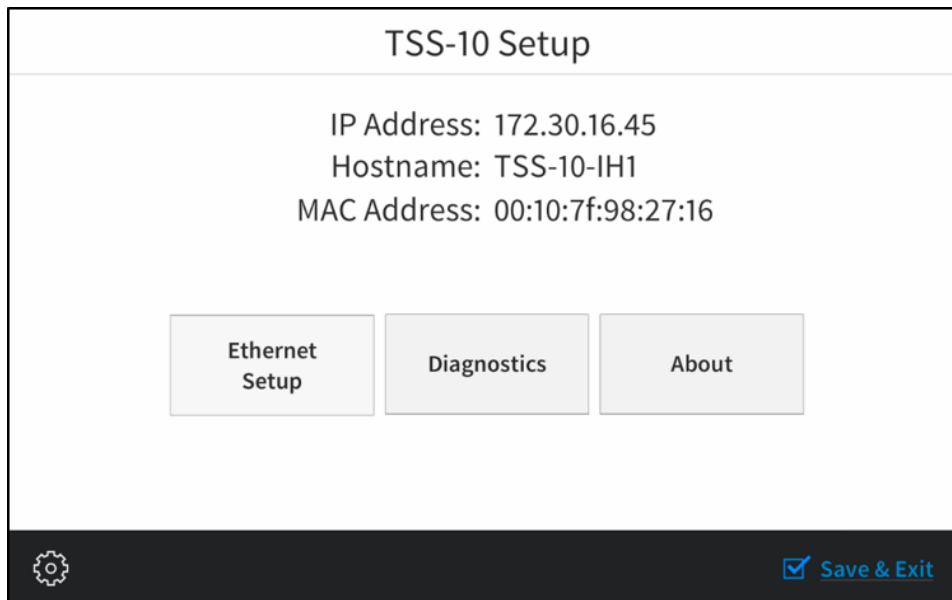 TSS-10 Setup
IP Address: 172.30.16.45
Hostname: TSS-10-IH1
MAC Address: 00:10:7f:98:27:16
Ethernet
Setup
Diagnostics
About
Save & Exit